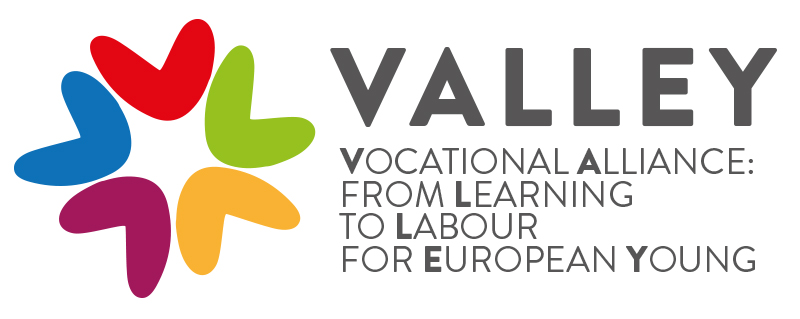 VALLEY
VOCATIONAL ALLIANCE:
FROM LEARNING
TO LABOUR
FOR EUROPEAN YOUNG